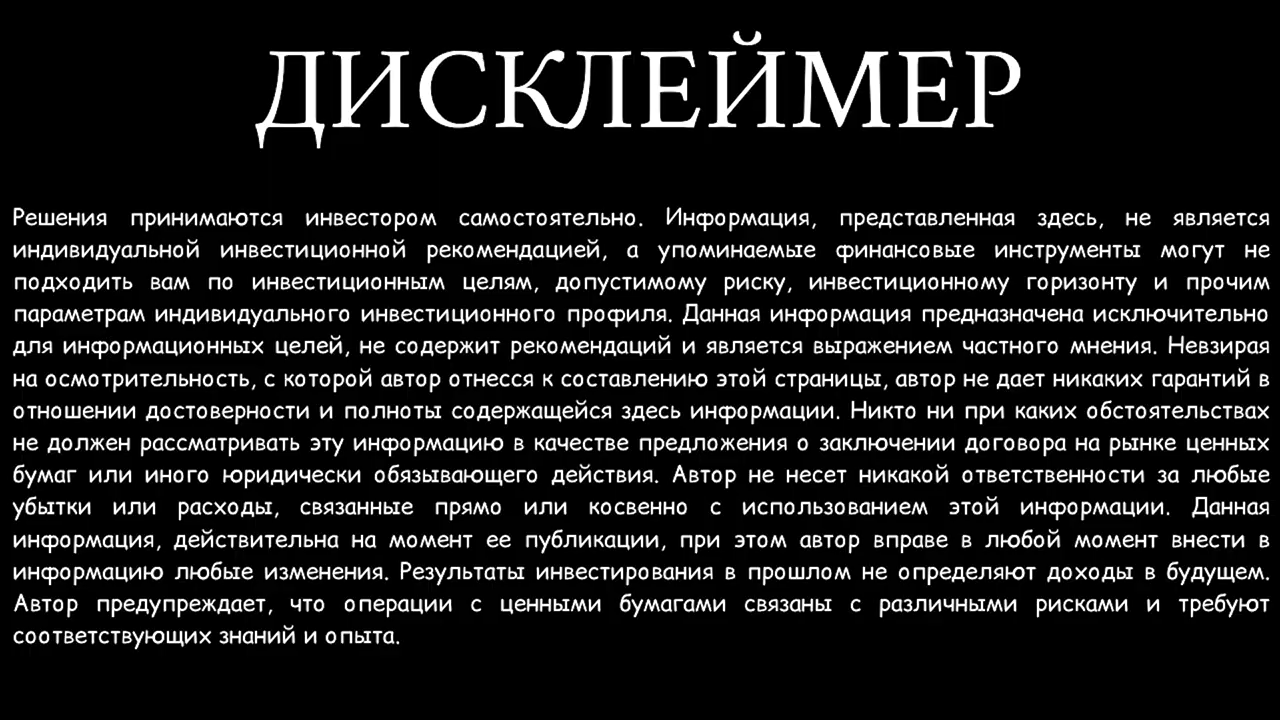 ДИСКЛЕЙМЕР
Решения принимаются инвестором самостоятельно. Информация, представленная здесь, не является
индивидуальной инвестиционной рекомендацией, а упоминаемые финансовые инструменты могут не
подходить вам по инвестиционным целям, допустимому риску, инвестиционному горизонту и прочим
параметрам индивидуального инвестиционного профиля. Данная информация предназначена исключительно
для информационных целей, не содержит рекомендаций и является выражением частного мнения. Невзирая
на осмотрительность, с которой автор отнесся к составлению этой страницы, автор не дает никаких гарантий в
отношении достоверности и полноты содержащейся здесь информации. Никто ни при каких обстоятельствах
не должен рассматривать эту информацию в качестве предложения о заключении договора на рынке ценных
бумаг или иного юридически обязывающего действия. Автор не несет никакой ответственности за любые
убытки или расходы, связанные прямо или косвенно с использованием этой информации. Данная
информация, действительна на момент ее публикации, при этом автор вправе в любой момент внести в
информацию любые изменения. Результаты инвестирования в прошлом не определяют доходы в будущем.
Автор предупреждает, что операции с ценными бумагами связаны с различными рисками и требуют
соответствующих знаний и опыта.